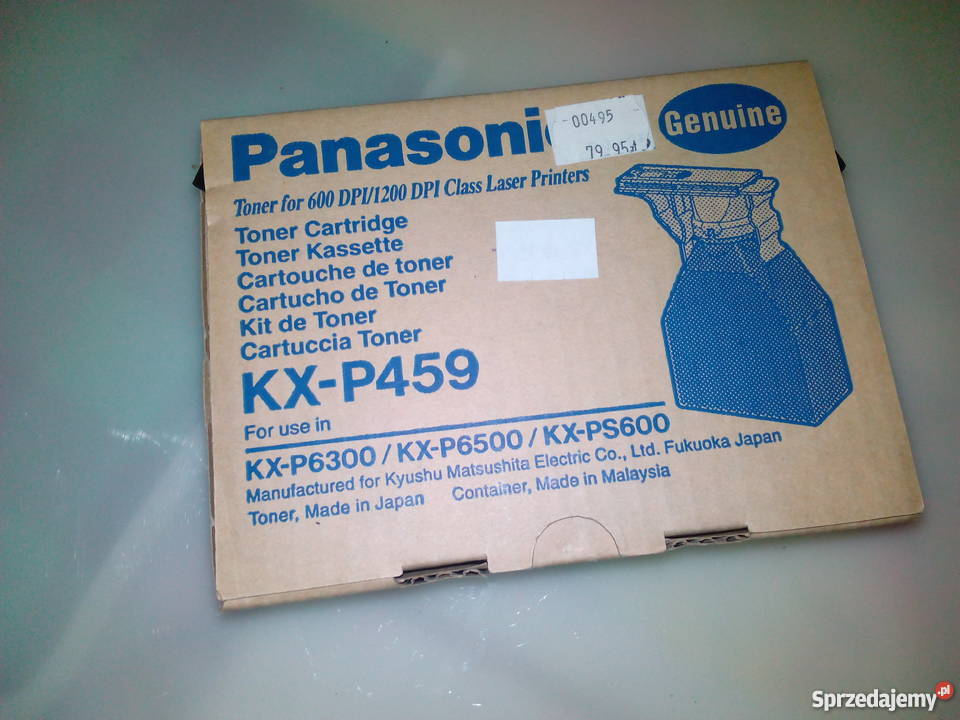 Panasonic
00495
79.95zł
Genuine
Toner for 600 DPI/1200 DPI Class Laser Printers
Toner Cartridge
Toner Kassette
Cartouche de toner
Cartucho de Toner
Kit de Toner
Cartuccia Toner
KX-P459
For use in
KX-P6300 / KX-P6500 / KX-PS600
Manufactured for Kyushu Matsushita Electric Co., Ltd. Fukuoka Japan
Toner, Made in Japan Container, Made in Malaysia
Sprzedajemy.pl